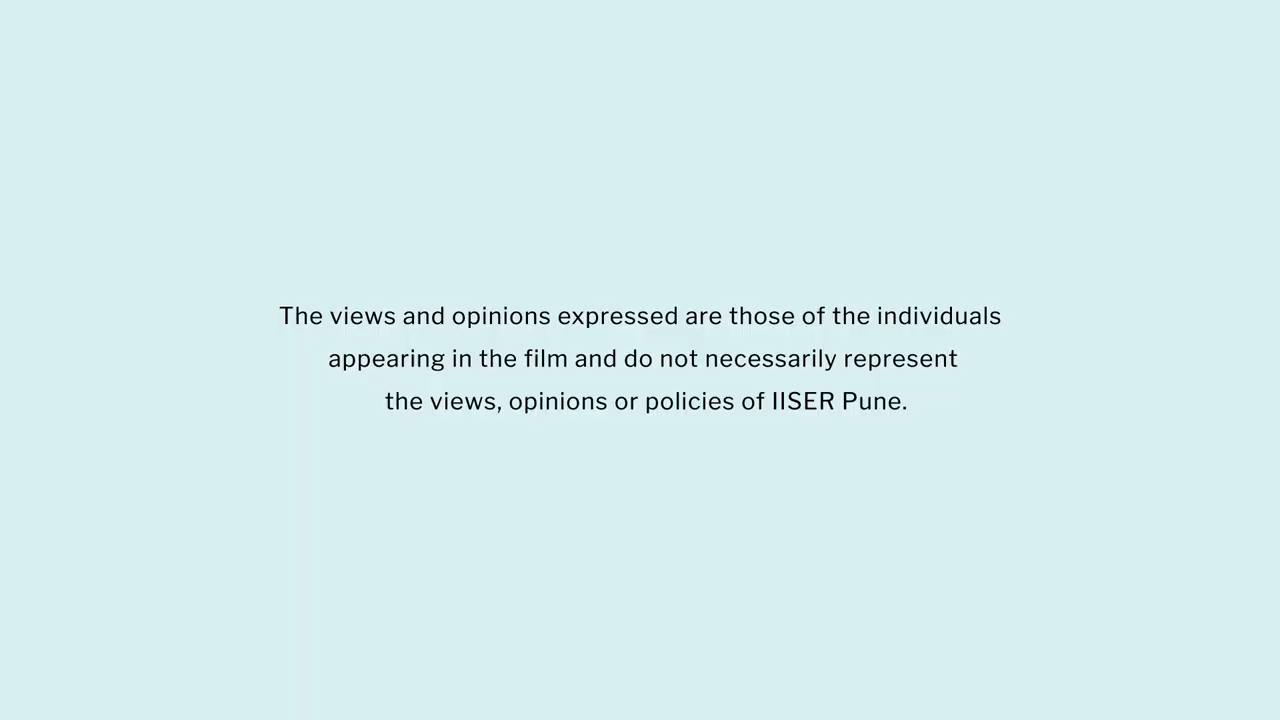 The views and opinions expressed are those of the individuals
appearing in the film and do not necessarily represent
the views, opinions or policies of IISER Pune.